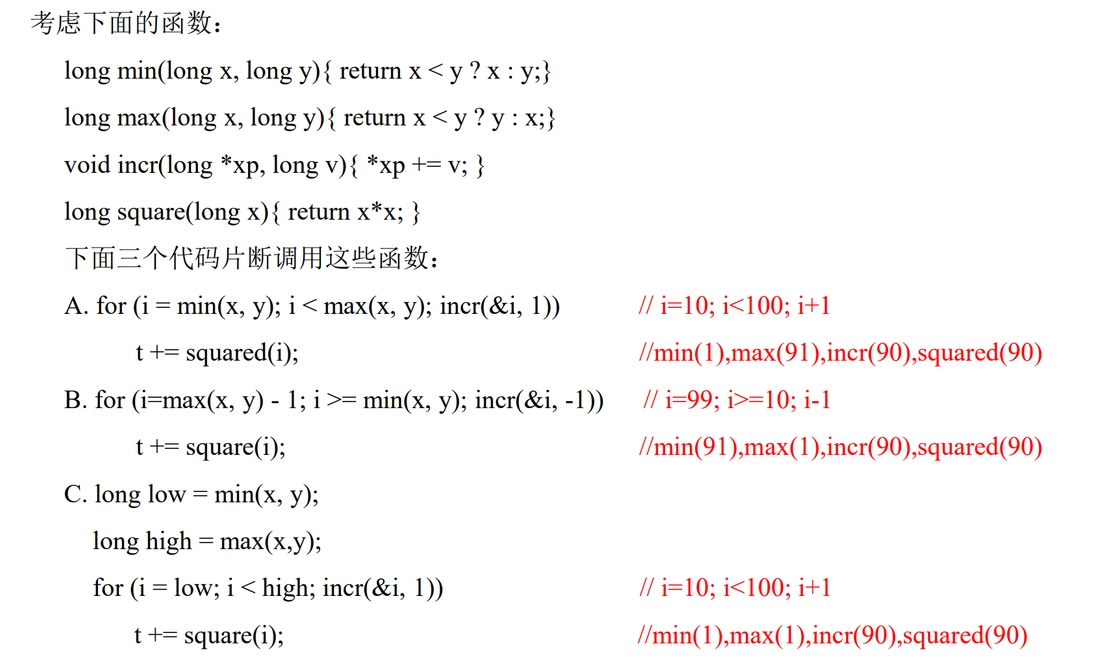 考虑下面的函数：
long min(long x, long y){ return x < y ? x : y;}
long max(long x, long y){ return x < y ? y : x;}
void incr(long *xp, long v){ *xp += v; }
long square(long x){ return x*x; }
下面三个代码片断调用这些函数：
A. for (i = min(x, y); i < max(x, y); incr(&i, 1)) // i=10; i<100; i+1
t += squared(i); //min(1),max(91),incr(90),squared(90)
B. for (i=max(x, y) - 1; i >= min(x, y); incr(&i, -1)) // i=99; i>=10; i-1
t += square(i); //min(91),max(1),incr(90),squared(90)
C. long low = min(x, y);
long high = max(x,y);
for (i = low; i < high; incr(&i, 1)) // i=10; i<100; i+1
t += square(i); //min(1),max(1),incr(90),squared(90)